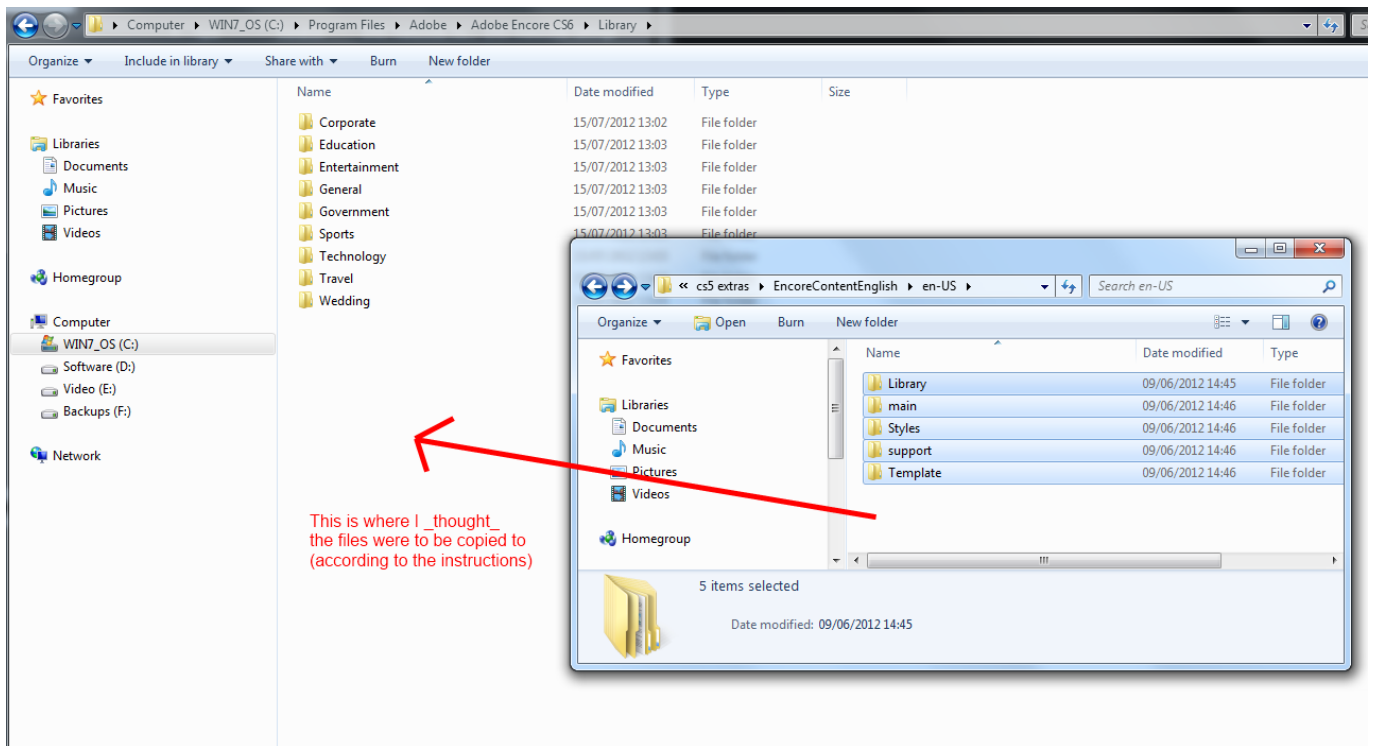 Computer ▸ WIN7_OS (C:) ▸ Program Files ▸ Adobe ▸ Adobe Encore CS6 ▸ Library ▸
Organize Include in library Share with Burn New folder
Name Date modified Type Size
Favorites
Libraries
Documents
Music
Pictures
Videos
Homegroup
Computer
WIN7_OS (C:)
Software (D:)
Video (E:)
Backups (F:)
Network
Corporate 15/07/2012 13:02 File folder
Education 15/07/2012 13:03 File folder
Entertainment 15/07/2012 13:03 File folder
General 15/07/2012 13:03 File folder
Government 15/07/2012 13:03 File folder
Sports 15/07/2012 13:03 File folder
Technology
Travel
Wedding
This is where I _thought_
the files were to be copied to
(according to the instructions)
« cs5 extras ▸ EncoreContentEnglish ▸ en-US ▸ Search en-US
Organize Open Burn New folder
Favorites
Libraries
Documents
Music
Pictures
Videos
Homegroup
Name Date modified Type
Library 09/06/2012 14:45 File folder
main 09/06/2012 14:46 File folder
Styles 09/06/2012 14:46 File folder
support 09/06/2012 14:46 File folder
Template 09/06/2012 14:46 File folder
5 items selected
Date modified: 09/06/2012 14:45